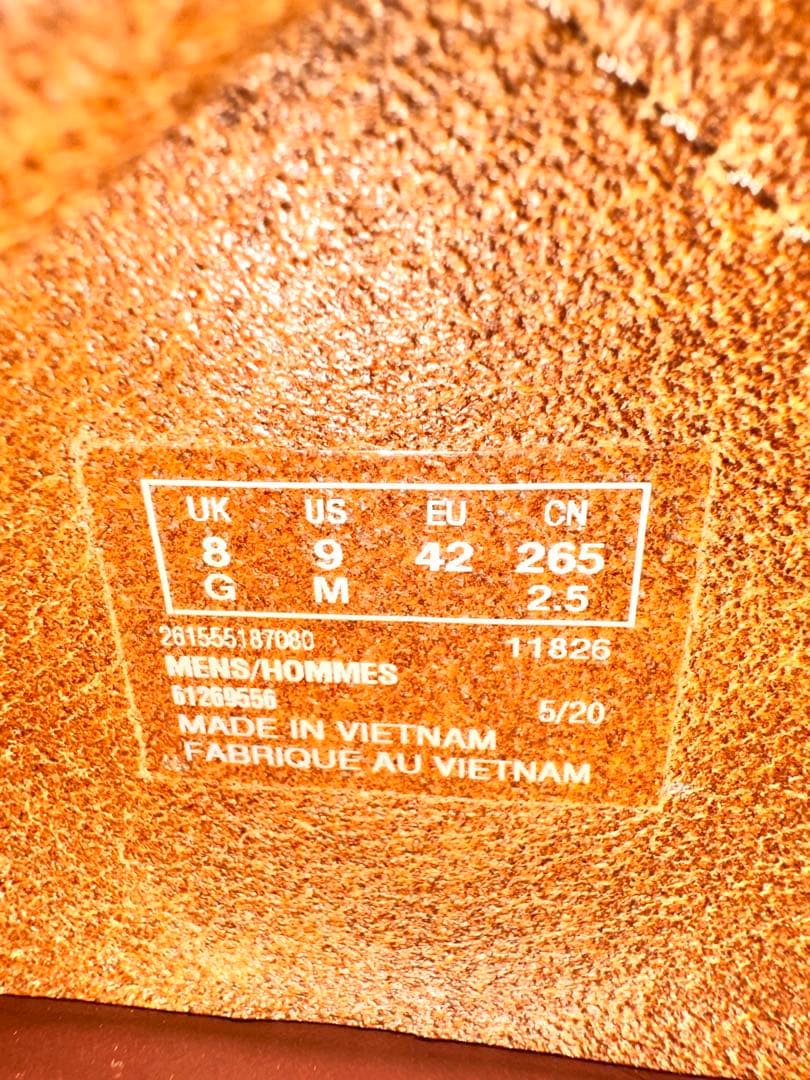 UK US EU CN
8 9 42 265
G M 2.5
261555187080 11826
MENS/HOMMES
61269556 5/20
MADE IN VIETNAM
FABRIQUE AU VIETNAM